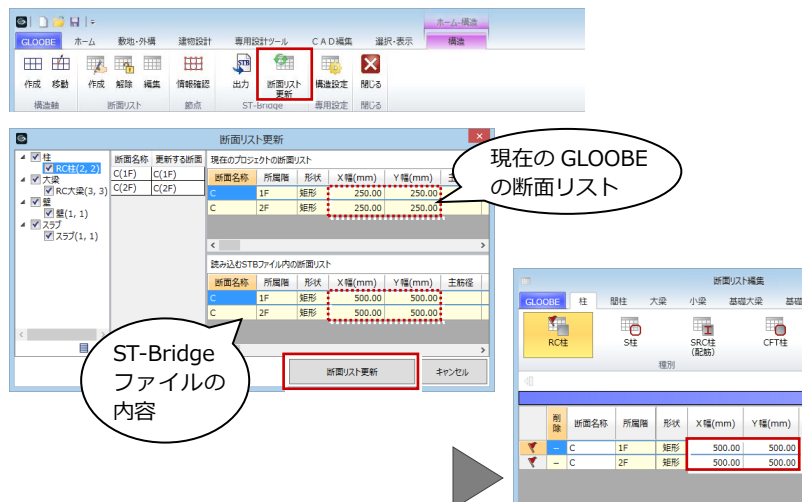 ホーム-構造
GLOOBE ホーム 敷地・外構 建物設計 専用設計ツール CAD編集 選択・表示 構造
STB
作成 移動 作成 解除 編集 情報確認 出力 断面リスト更新 構造設定 閉じる
構造軸 断面リスト 節点 ST-Bridge 専用設定 閉じる
断面リスト更新
柱
RC柱(2, 2)
大梁
RC大梁(3, 3)
壁
壁(1, 1)
スラブ
スラブ(1, 1)
断面名称 更新する断面
C(1F) C(1F)
C(2F) C(2F)
現在のプロジェクトの断面リスト
断面名称 所属階 形状 X幅(mm) Y幅(mm) 主
C 1F 矩形 250.00 250.00
C 2F 矩形 250.00 250.00
読み込むSTBファイル内の断面リスト
断面名称 所属階 形状 X幅(mm) Y幅(mm) 主筋径
C 1F 矩形 500.00 500.00
C 2F 矩形 500.00 500.00
断面リスト更新 キャンセル
現在の GLOOBE
の断面リスト
ST-Bridge
ファイルの
内容
断面リスト編集
GLOOBE 柱 間柱 大梁 小梁 基礎大梁 基礎
RC柱 S柱 SRC柱 CFT柱
(配筋)
種別
削除 断面名称 所属階 形状 X幅(mm) Y幅(mm)
– C 1F 矩形 500.00 500.00
– C 2F 矩形 500.00 500.00